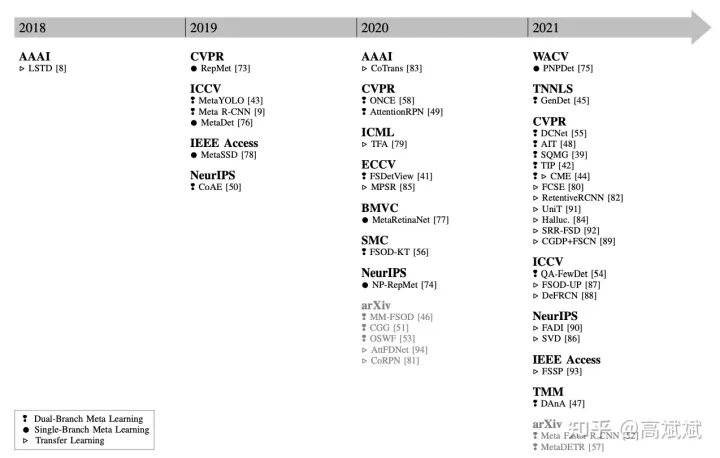 2018
2019
2020
2021
AAAI
▷ LSTD [8]
CVPR
● RepMet [73]
ICCV
❢ MetaYOLO [43]
❢ Meta R-CNN [9]
● MetaDet [76]
IEEE Access
● MetaSSD [78]
NeurIPS
❢ CoAE [50]
AAAI
▷ CoTrans [83]
CVPR
❢ ONCE [58]
❢ AttentionRPN [49]
ICML
▷ TFA [79]
ECCV
❢ FSDetView [41]
▷ MPSR [85]
BMVC
● MetaRetinaNet [77]
SMC
❢ FSOD-KT [56]
NeurIPS
● NP-RepMet [74]
arXiv
❢ MM-FSOD [46]
❢ CGG [51]
❢ OSWF [53]
▷ AttFDNet [94]
▷ CoRPN [81]
WACV
● PNPDet [75]
TNNLS
❢ GenDet [45]
CVPR
❢ DCNet [55]
❢ AIT [48]
❢ SQMG [39]
❢ TIP [42]
❢ ▷ CME [44]
▷ FCSE [80]
▷ RetentiveRCNN [82]
▷ UniT [91]
▷ Halluc. [84]
▷ SRR-FSD [92]
▷ CGDP+FSCN [89]
ICCV
❢ QA-FewDet [54]
▷ FSOD-UP [87]
▷ DeFRCN [88]
NeurIPS
▷ FADI [90]
▷ SVD [86]
IEEE Access
▷ FSSP [93]
TMM
❢ DAnA [47]
arXiv
❢ Meta Faster R-CNN [52]
❢ MetaDETR [57]
❢ Dual-Branch Meta Learning
● Single-Branch Meta Learning
▷ Transfer Learning
知乎 @高斌斌